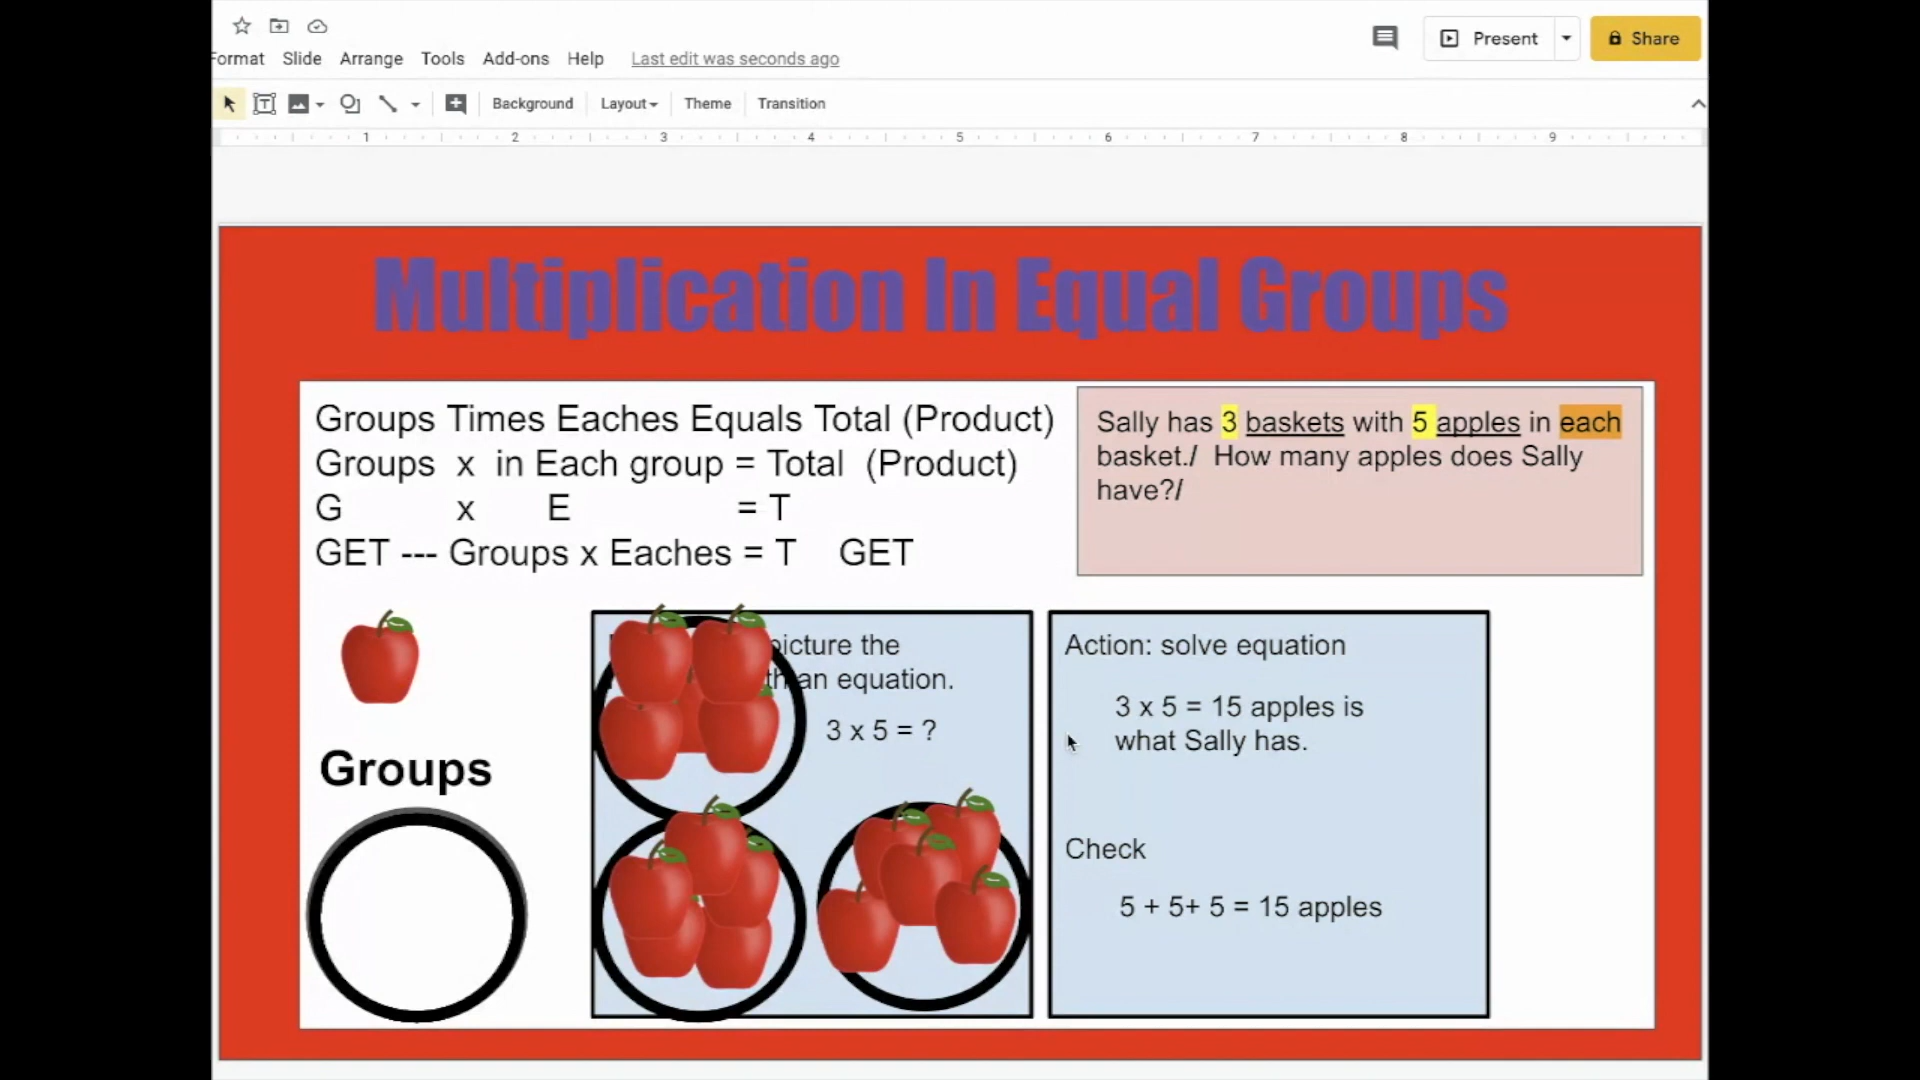 Format Slide Arrange Tools Add-ons Help Last edit was seconds ago
Present
Share
Background Layout Theme Transition
1 2 3 4 5 6 7 8 9
Multiplication In Equal Groups
Groups Times Eaches Equals Total (Product)
Groups x in Each group = Total (Product)
G x E = T
GET --- Groups x Eaches = T GET
Sally has 3 baskets with 5 apples in each
basket./ How many apples does Sally
have?/
Groups
picture the
an equation.
3 x 5 = ?
Action: solve equation
3 x 5 = 15 apples is
what Sally has.
Check
5 + 5+ 5 = 15 apples